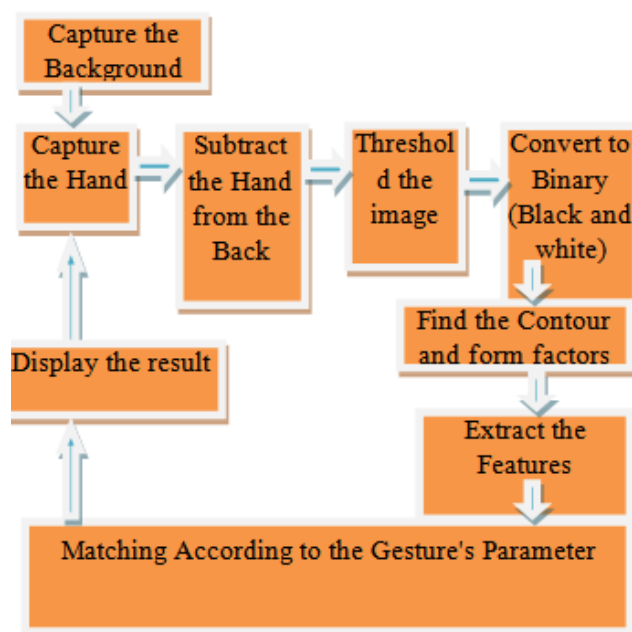 Capture the
Background
Capture
the Hand
Subtract
the Hand
from the
Back
Threshol
d the
image
Convert to
Binary
(Black and
white)
Find the Contour
and form factors
Extract the
Features
Matching According to the Gesture's Parameter
Display the result